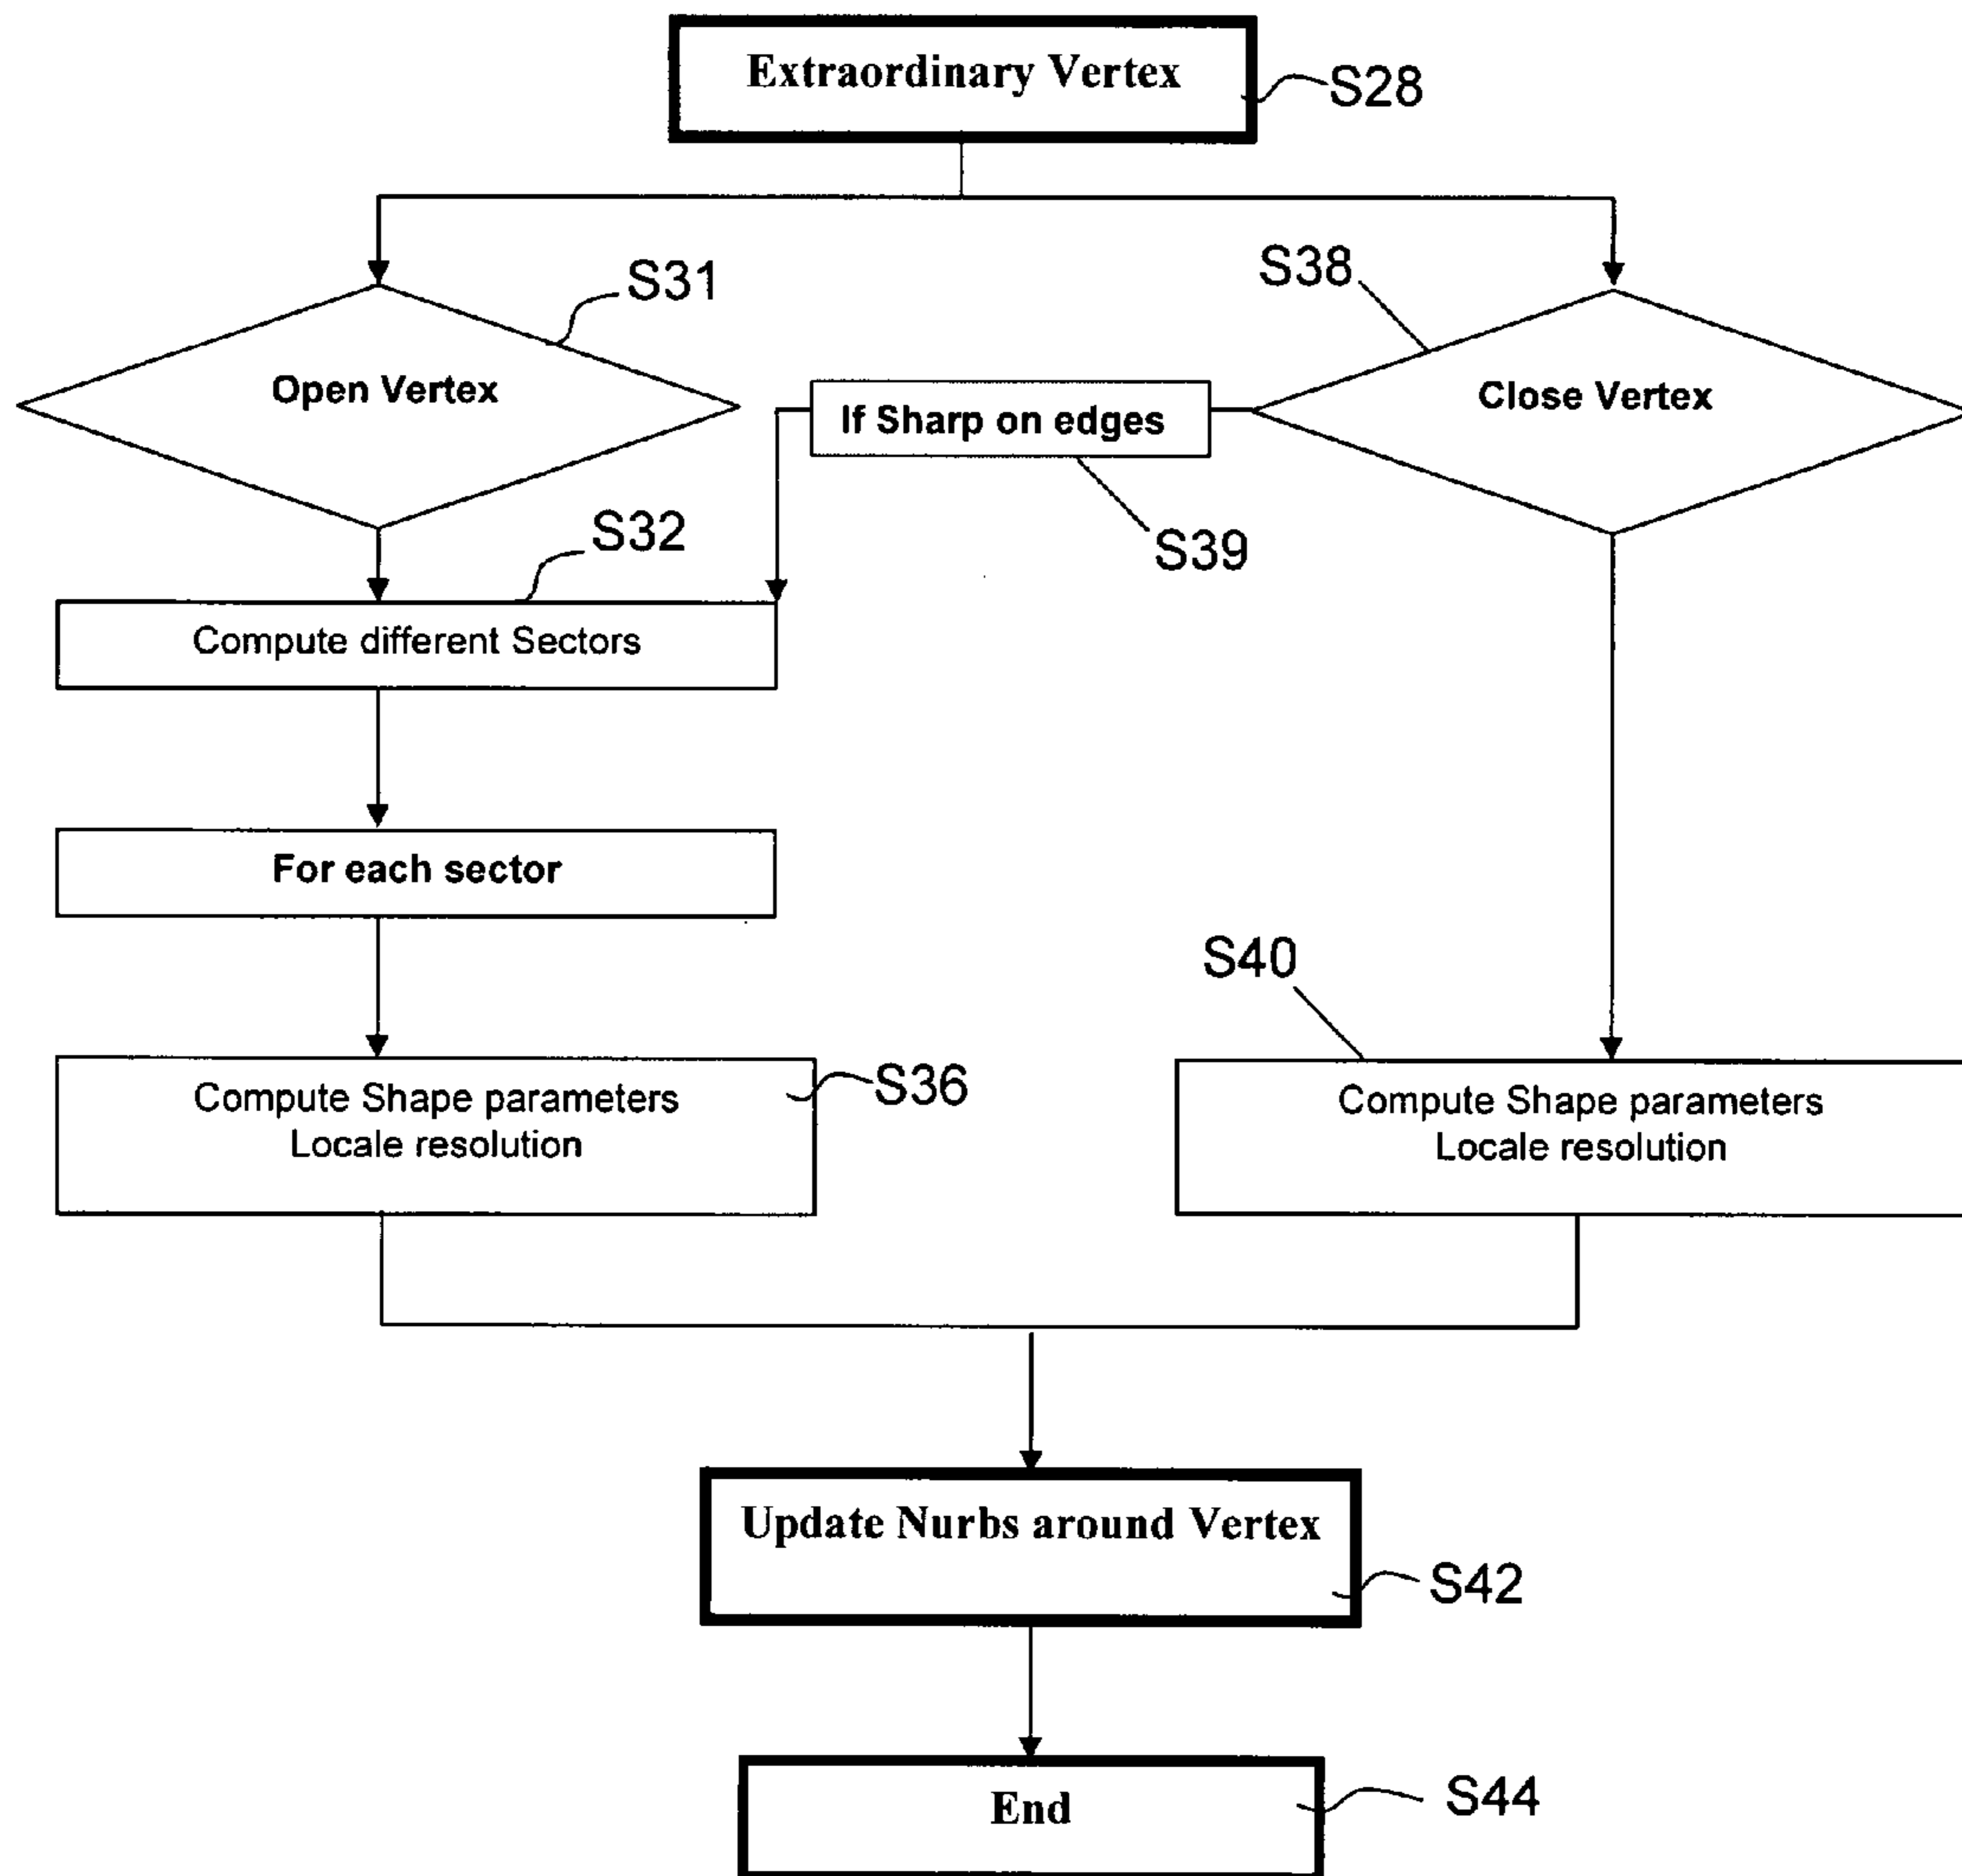 Extraordinary Vertex
S28
S31
S38
Open Vertex
If Sharp on edges
Close Vertex
S32
S39
Compute different Sectors
For each sector
S40
Compute Shape parameters
Locale resolution
S36
Compute Shape parameters
Locale resolution
Update Nurbs around Vertex
S42
End
S44